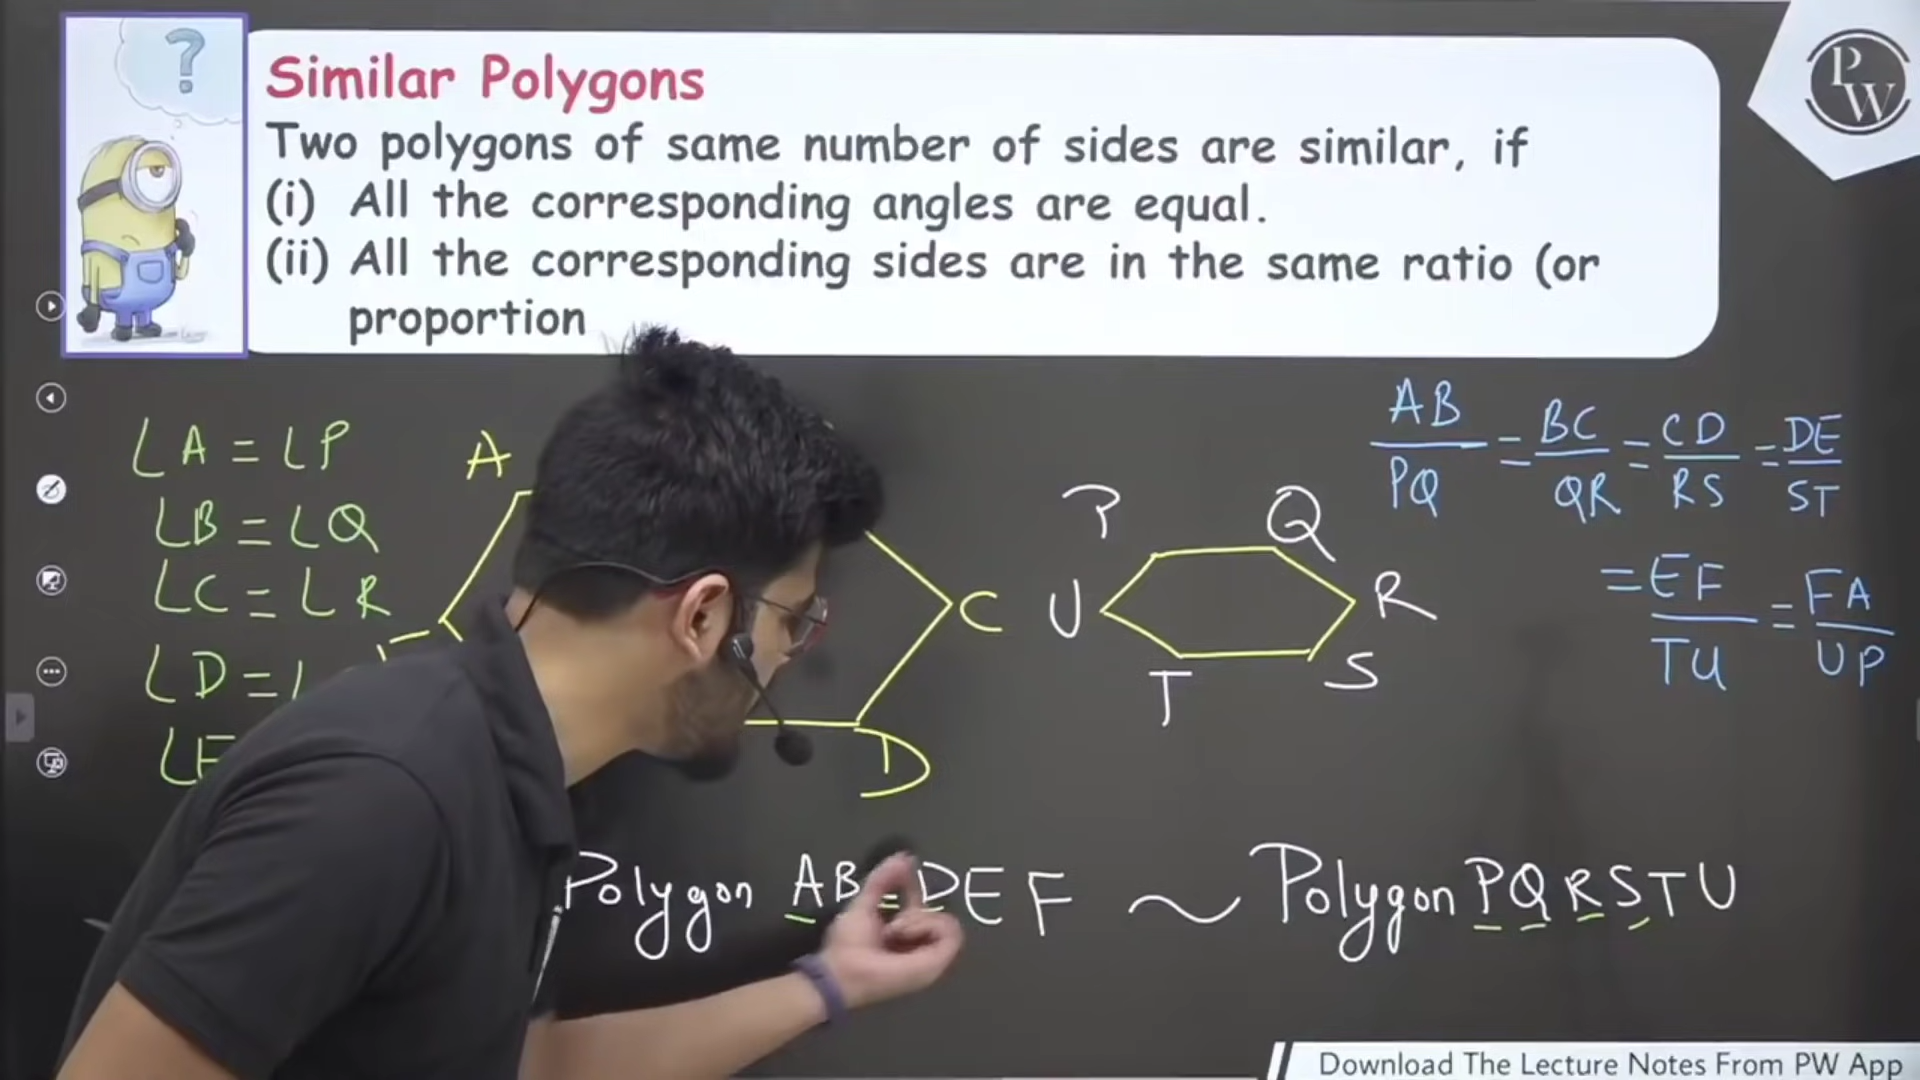 ?
Similar Polygons
Two polygons of same number of sides are similar, if
(i) All the corresponding angles are equal.
(ii) All the corresponding sides are in the same ratio (or
proportion
PW
∠A = ∠P
∠B = ∠Q
∠C = ∠R
∠D = ∠
∠E
A
C
D
P
Q
R
S
T
U
AB/PQ = BC/QR = CD/RS = DE/ST
= EF/TU = FA/UP
Polygon AB DEF ~ Polygon PQRSTU
Download The Lecture Notes From PW App